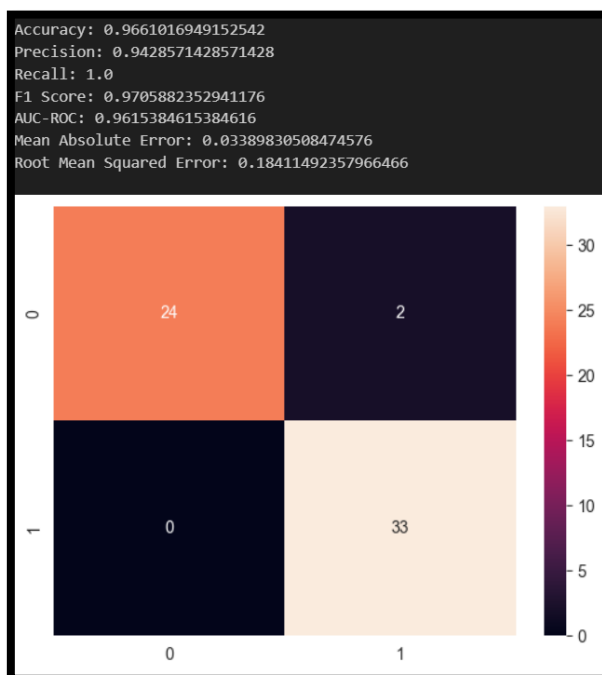 Accuracy: 0.9661016949152542
Precision: 0.9428571428571428
Recall: 1.0
F1 Score: 0.9705882352941176
AUC-ROC: 0.9615384615384616
Mean Absolute Error: 0.03389830508474576
Root Mean Squared Error: 0.18411492357966466
30
0 24 2
25
20
15
10
1 0 33
5
0
0 1